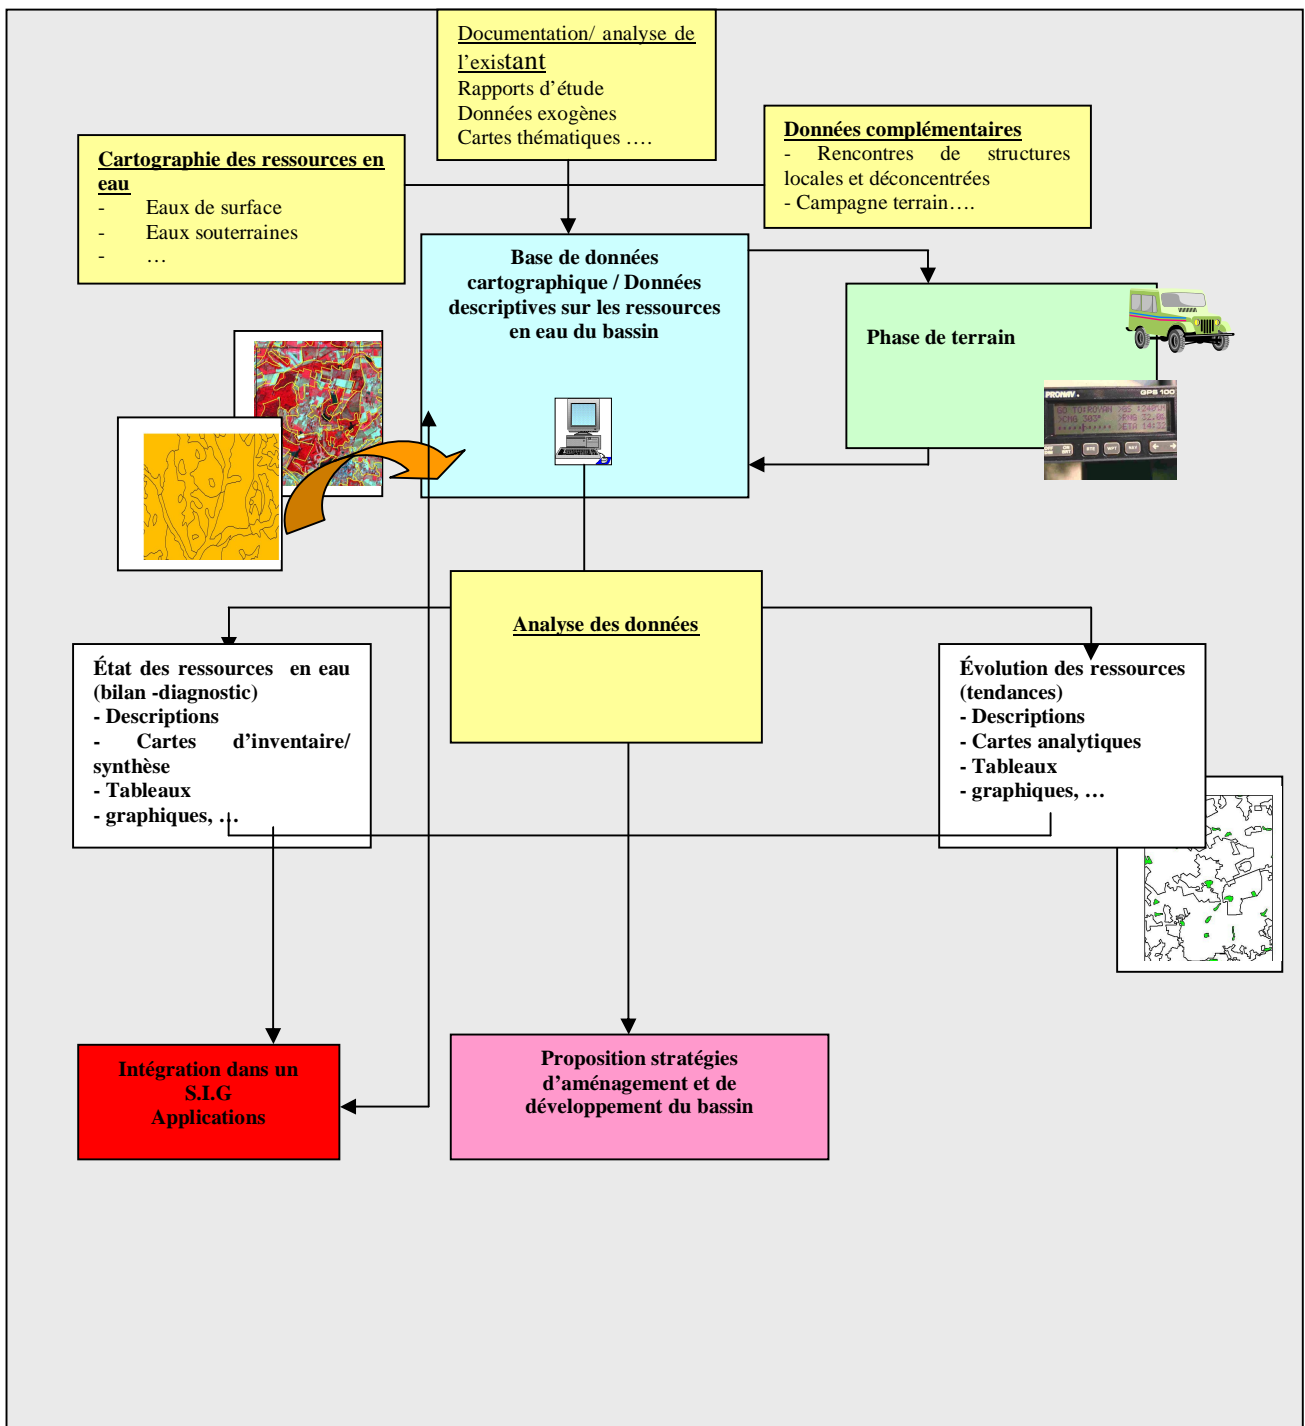 Documentation/ analyse de
l’existant
Rapports d’étude
Données exogènes
Cartes thématiques ….
Cartographie des ressources en
eau
- Eaux de surface
- Eaux souterraines
- …
Données complémentaires
- Rencontres de structures
locales et déconcentrées
- Campagne terrain….
Base de données
cartographique / Données
descriptives sur les ressources
en eau du bassin
Phase de terrain
GPS 100
Analyse des données
État des ressources en eau
(bilan -diagnostic)
- Descriptions
- Cartes d’inventaire/
synthèse
- Tableaux
- graphiques, …
Évolution des ressources
(tendances)
- Descriptions
- Cartes analytiques
- Tableaux
- graphiques, …
Intégration dans un
S.I.G
Applications
Proposition stratégies
d’aménagement et de
développement du bassin